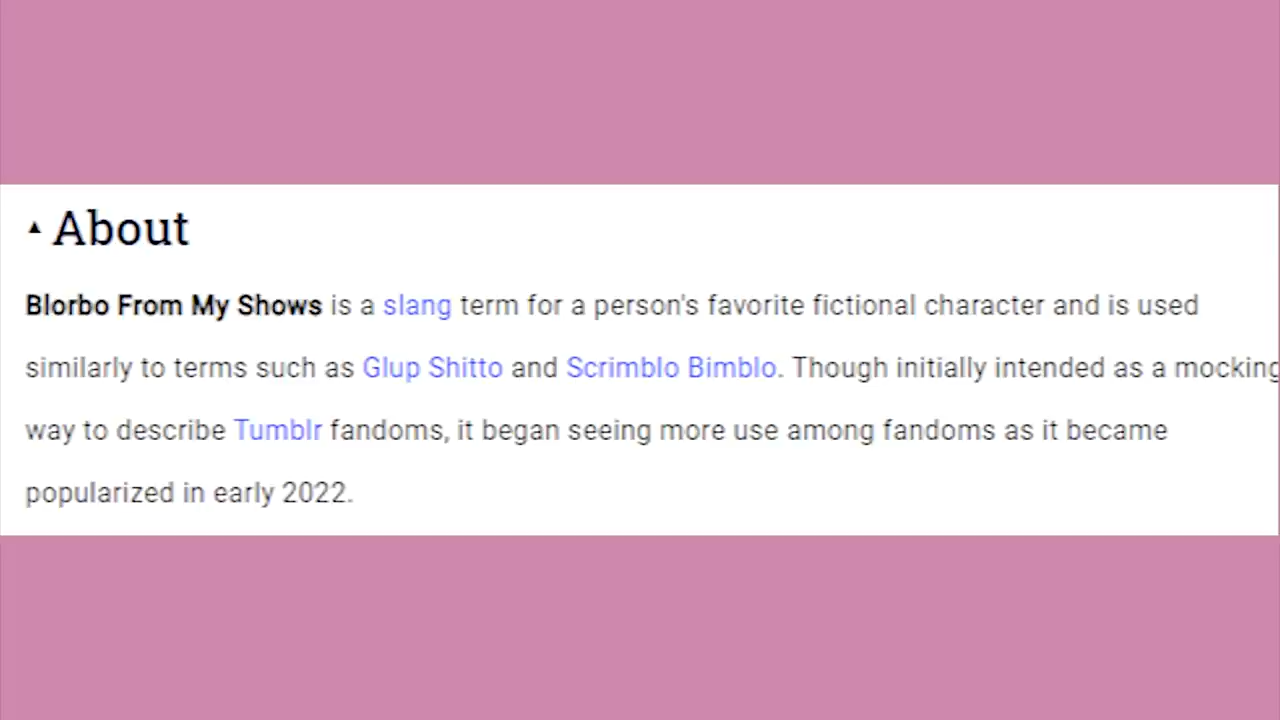 About
Blorbo From My Shows is a slang term for a person's favorite fictional character and is used
similarly to terms such as Glup Shitto and Scrimblo Bimblo. Though initially intended as a mocking
way to describe Tumblr fandoms, it began seeing more use among fandoms as it became
popularized in early 2022.